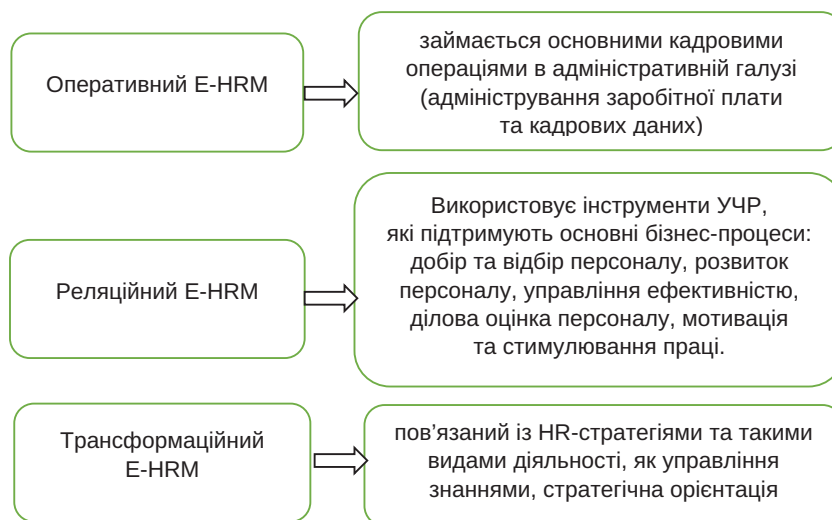 Оперативний E-HRM
займається основними кадровими
операціями в адміністративній галузі
(адміністрування заробітної плати
та кадрових даних)
Реляційний E-HRM
Використовує інструменти УЧР,
які підтримують основні бізнес-процеси:
добір та відбір персоналу, розвиток
персоналу, управління ефективністю,
ділова оцінка персоналу, мотивація
та стимулювання праці.
Трансформаційний
E-HRM
пов’язаний із HR-стратегіями та такими
видами діяльності, як управління
знаннями, стратегічна орієнтація